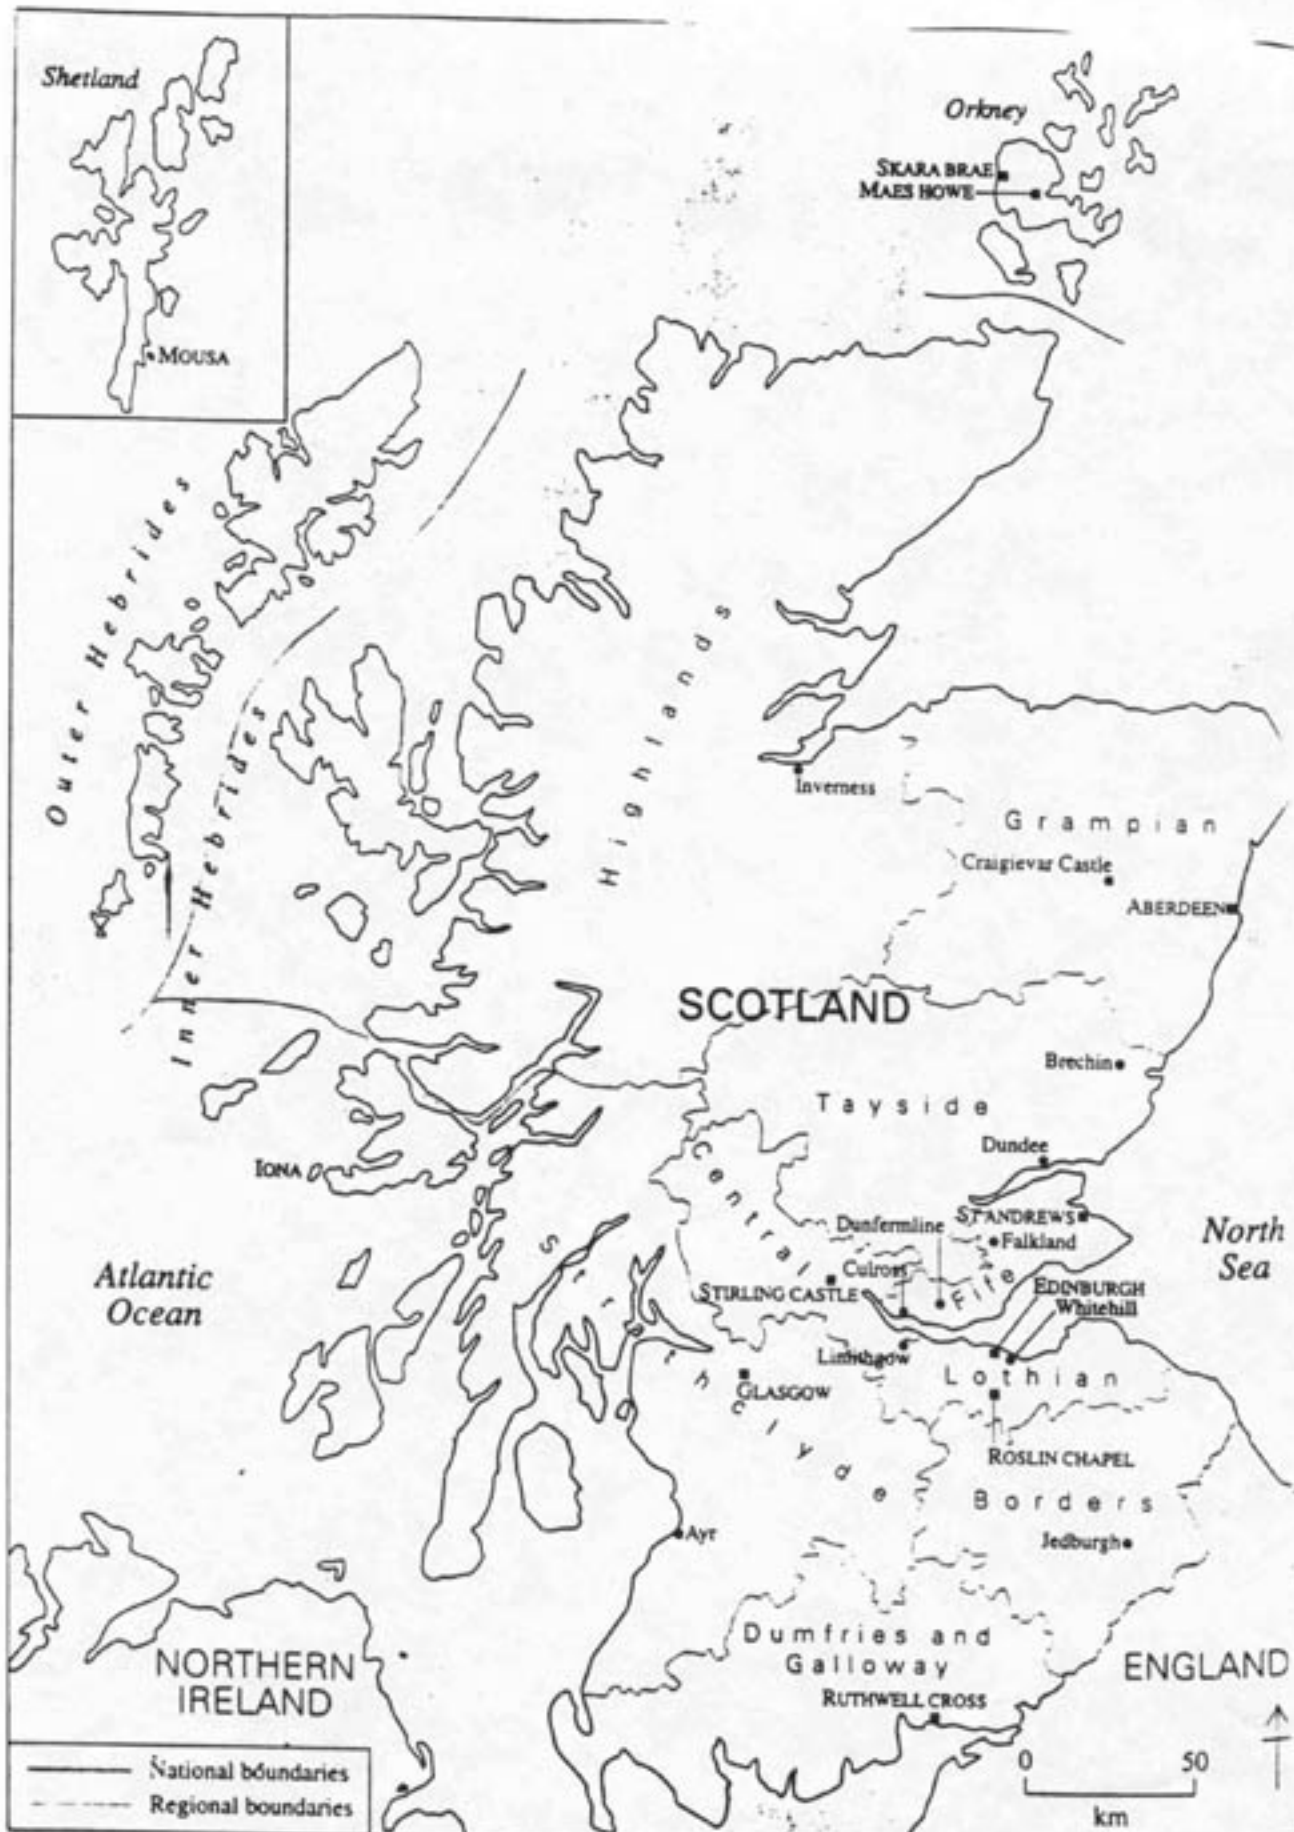 Shetland
Orkney
SKARA BRAE
MAES HOWE
MOUSA
Outer Hebrides
Inner Hebrides
Highlands
Inverness
Grampian
Craigievar Castle
ABERDEEN
SCOTLAND
Brechin
Tayside
Dundee
IONA
Central
Dunfermline
ST ANDREWS
Falkland
North
Sea
Atlantic
Ocean
Culross
Fife
STIRLING CASTLE
EDINBURGH
Whitehill
Linlithgow
Lothian
Strathclyde
GLASGOW
ROSLIN CHAPEL
Borders
Ayr
Jedburgh
Dumfries and
Galloway
NORTHERN
IRELAND
ENGLAND
RUTHWELL CROSS
National boundaries
Regional boundaries
0 50
km